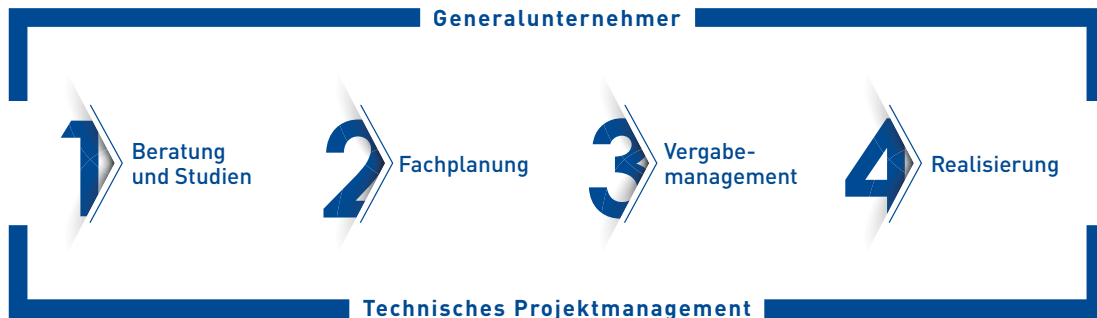 Generalunternehmer
1
Beratung
und Studien
2
Fachplanung
3
Vergabe-
management
4
Realisierung
Technisches Projektmanagement